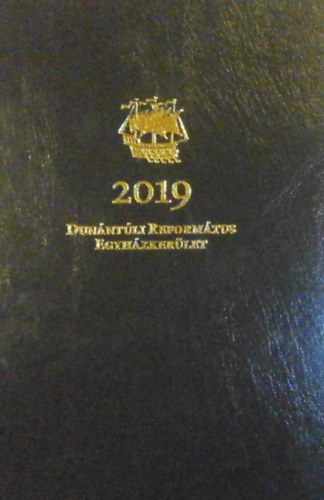 2019
DUNÁNTÚLI REFORMÁTUS
EGYHÁZKERÜLET